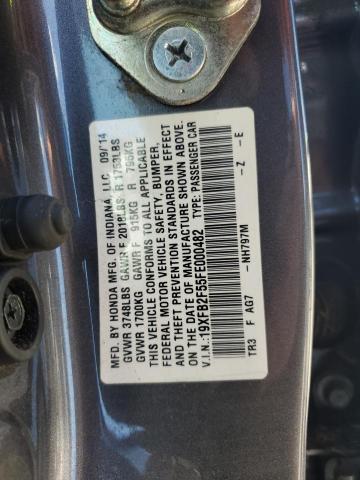 MFD. BY HONDA MFG. OF INDIANA, LLC. 09/'14
GVWR 3748LBS GAWR F 2018LBS R 1753LBS
GVWR 1700KG GAWR F 915KG R 795KG
THIS VEHICLE CONFORMS TO ALL APPLICABLE
FEDERAL MOTOR VEHICLE SAFETY, BUMPER,
AND THEFT PREVENTION STANDARDS IN EFFECT
ON THE DATE OF MANUFACTURE SHOWN ABOVE.
V.I.N.:19XFB2F55FE000482 TYPE:PASSENGER CAR
-NH797M -Z -E
TR3 F AG7